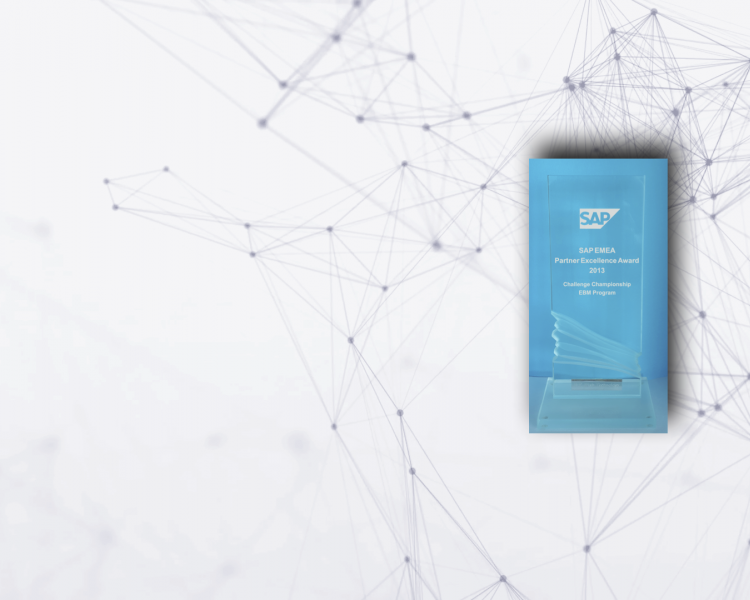 SAP
SAP EMEA
Partner Excellence Award
2013
Challenge Championship
EBM Program